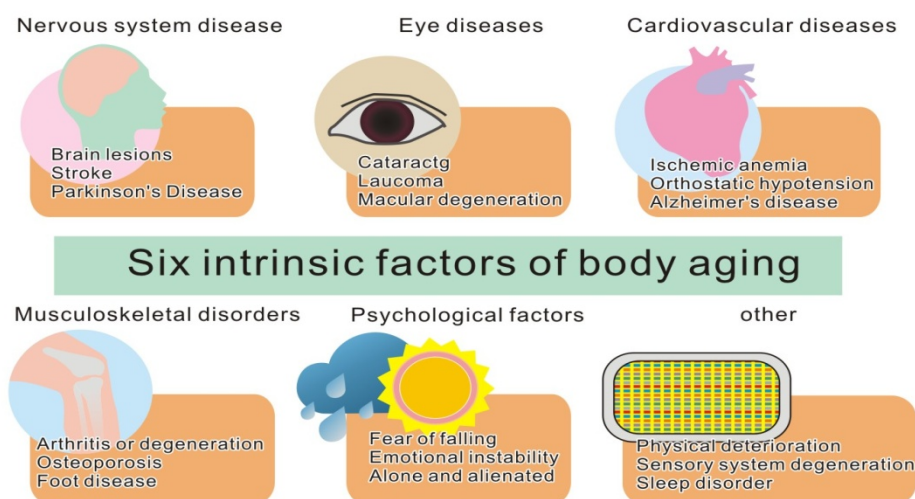 Nervous system disease
Brain lesions
Stroke
Parkinson's Disease
Eye diseases
Cataractg
Laucoma
Macular degeneration
Cardiovascular diseases
Ischemic anemia
Orthostatic hypotension
Alzheimer's disease
Six intrinsic factors of body aging
Musculoskeletal disorders
Arthritis or degeneration
Osteoporosis
Foot disease
Psychological factors
Fear of falling
Emotional instability
Alone and alienated
other
Physical deterioration
Sensory system degeneration
Sleep disorder